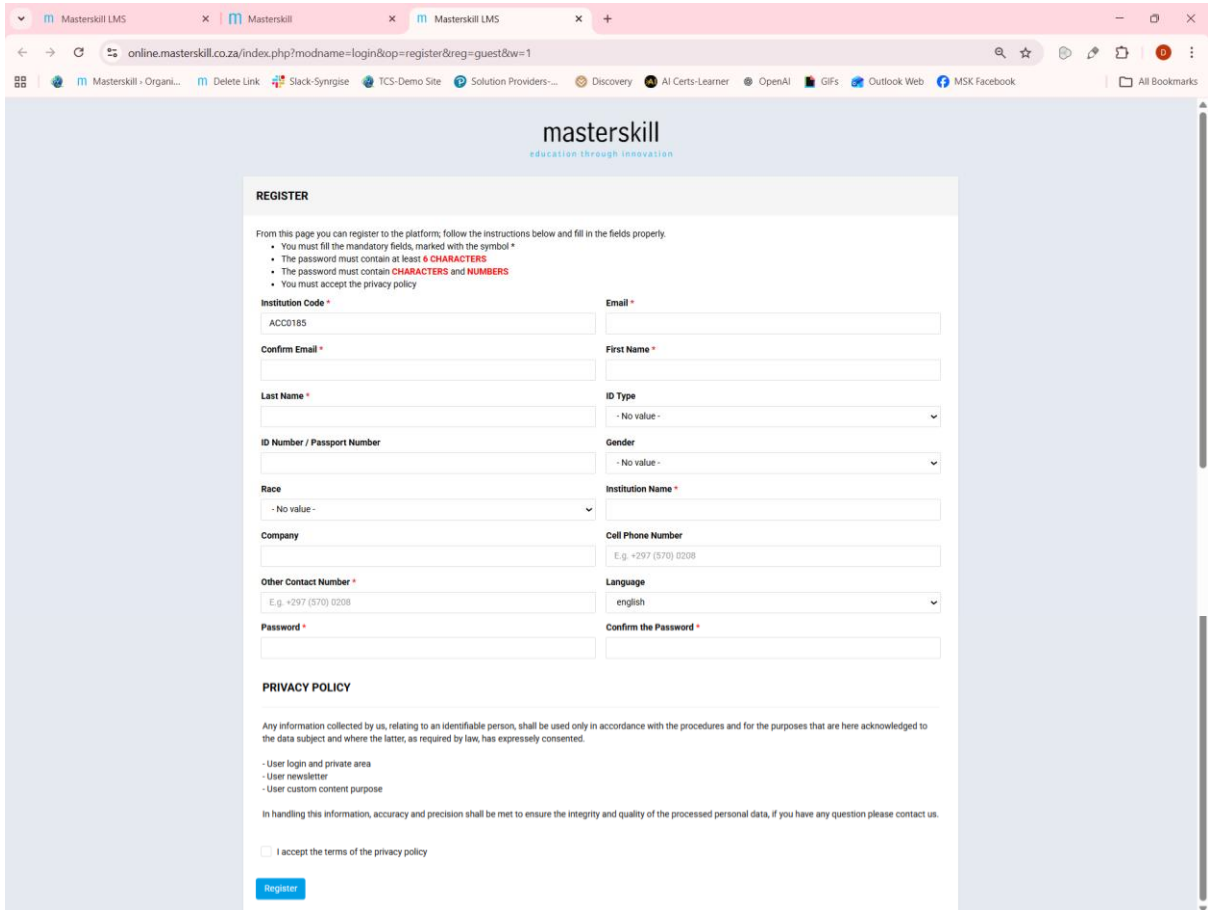 Masterskill LMS
Masterskill
Masterskill LMS
online.masterskill.co.za/index.php?modname=login&op=register&reg=guest&w=1
D
Masterskill - Organi...
Delete Link
Slack-Synrgise
TCS-Demo Site
Solution Providers-...
Discovery
AI Certs-Learner
OpenAI
GIFs
Outlook Web
MSK Facebook
All Bookmarks
masterskill
education through innovation
REGISTER
From this page you can register to the platform; follow the instructions below and fill in the fields properly.
• You must fill the mandatory fields, marked with the symbol *
• The password must contain at least 6 CHARACTERS
• The password must contain CHARACTERS and NUMBERS
• You must accept the privacy policy
Institution Code * Email *
ACC0185
Confirm Email * First Name *
Last Name * ID Type
- No value -
ID Number / Passport Number Gender
- No value -
Race Institution Name *
- No value -
Company Cell Phone Number
E.g. +297 (570) 0208
Other Contact Number * Language
E.g. +297 (570) 0208 english
Password * Confirm the Password *
PRIVACY POLICY
Any information collected by us, relating to an identifiable person, shall be used only in accordance with the procedures and for the purposes that are here acknowledged to
the data subject and where the latter, as required by law, has expressely consented.
- User login and private area
- User newsletter
- User custom content purpose
In handling this information, accuracy and precision shall be met to ensure the integrity and quality of the processed personal data, if you have any question please contact us.
I accept the terms of the privacy policy
Register